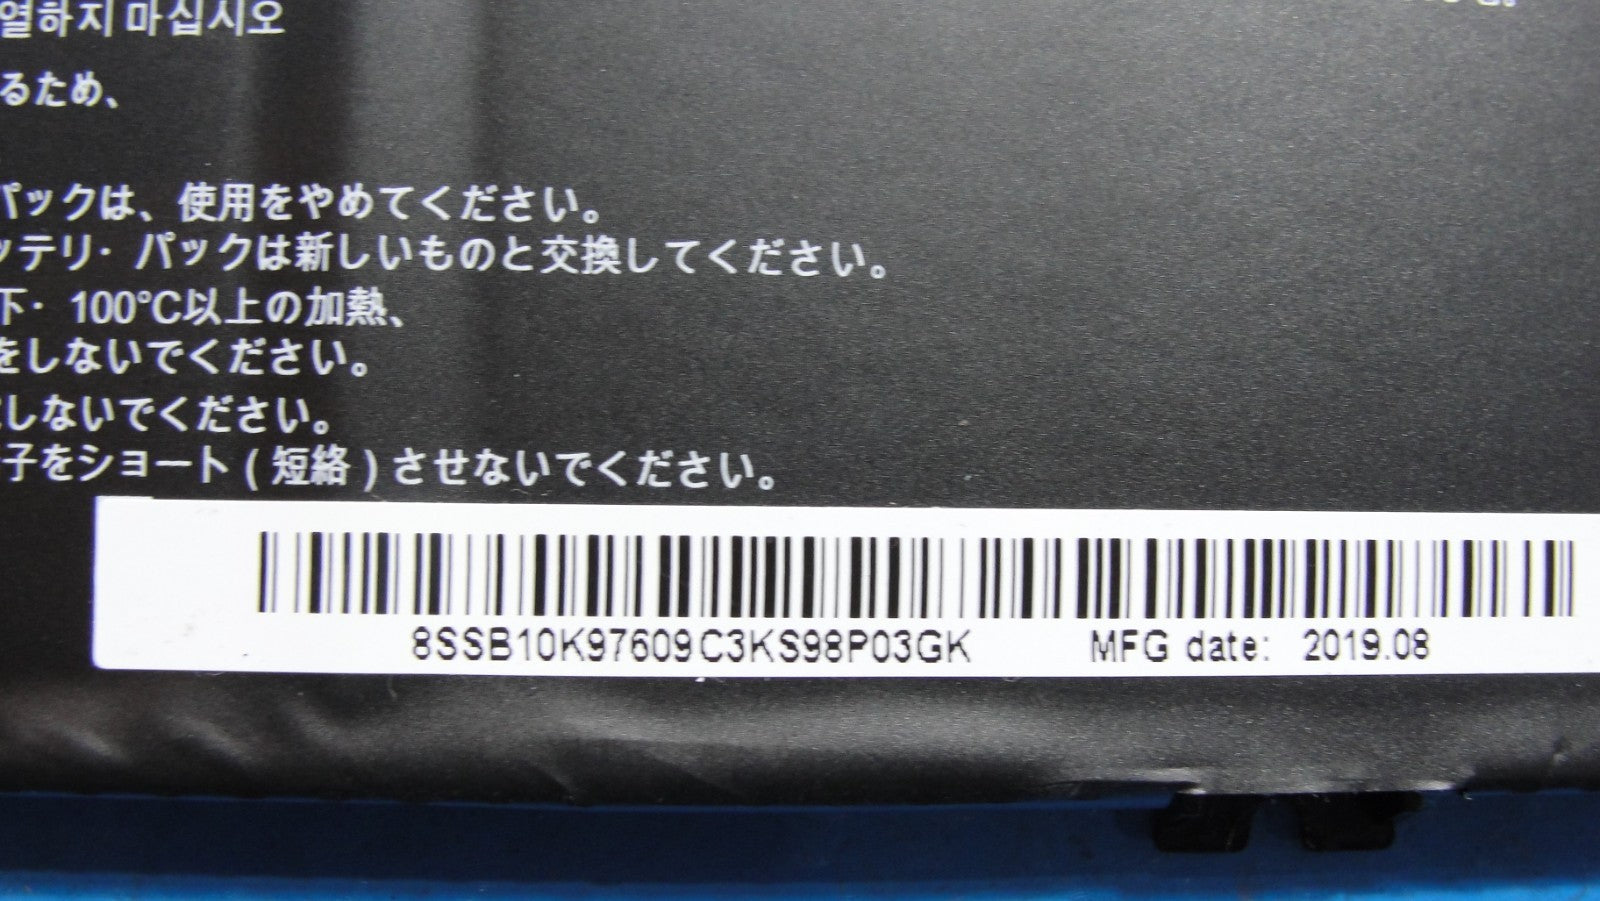 열하지 마십시오
るため、
パックは、使用をやめてください。
ッテリ・パックは新しいものと交換してください。
下・100°C以上の加熱、
をしないでください。
しないでください。
子をショート(短絡)させないでください。
8SSB10K97609C3KS98P03GK MFG date: 2019.08